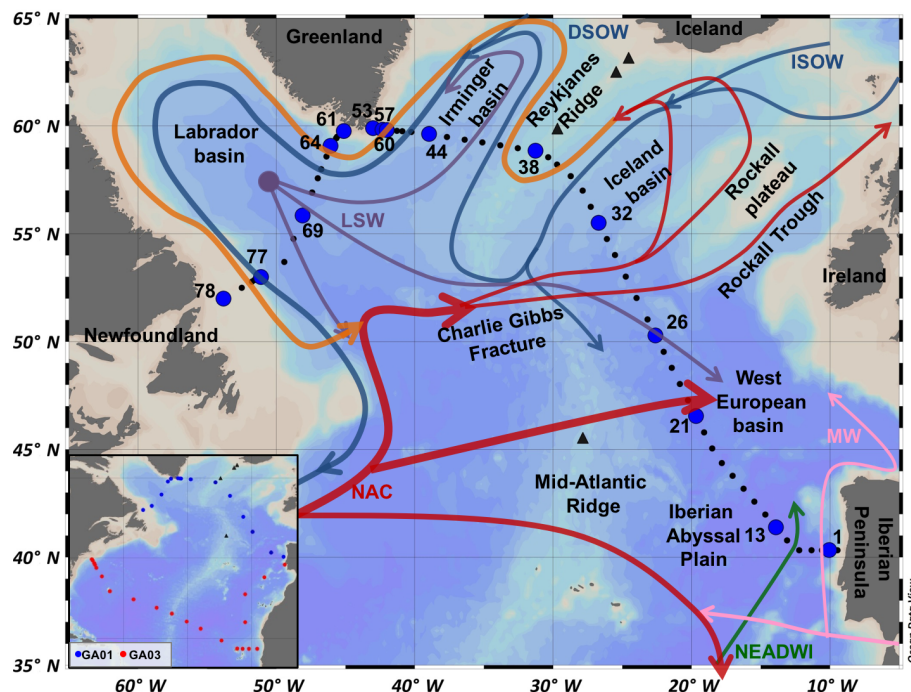 65° N
60° N
55° N
50° N
45° N
40° N
35° N
Greenland
DSOW
Iceland
ISOW
Irminger
basin
Reykjanes
Ridge
61
53
57
64
60
44
38
Labrador
basin
Iceland
basin
Rockall
plateau
Rockall Trough
LSW
32
69
77
78
Ireland
Newfoundland
Charlie Gibbs
Fracture
26
West
European
basin
21
MW
NAC
Mid-Atlantic
Ridge
Iberian
Abyssal
Plain
13
1
Iberian
Peninsula
NEADWI
GA01
GA03
60° W
50° W
40° W
30° W
20° W
10° W